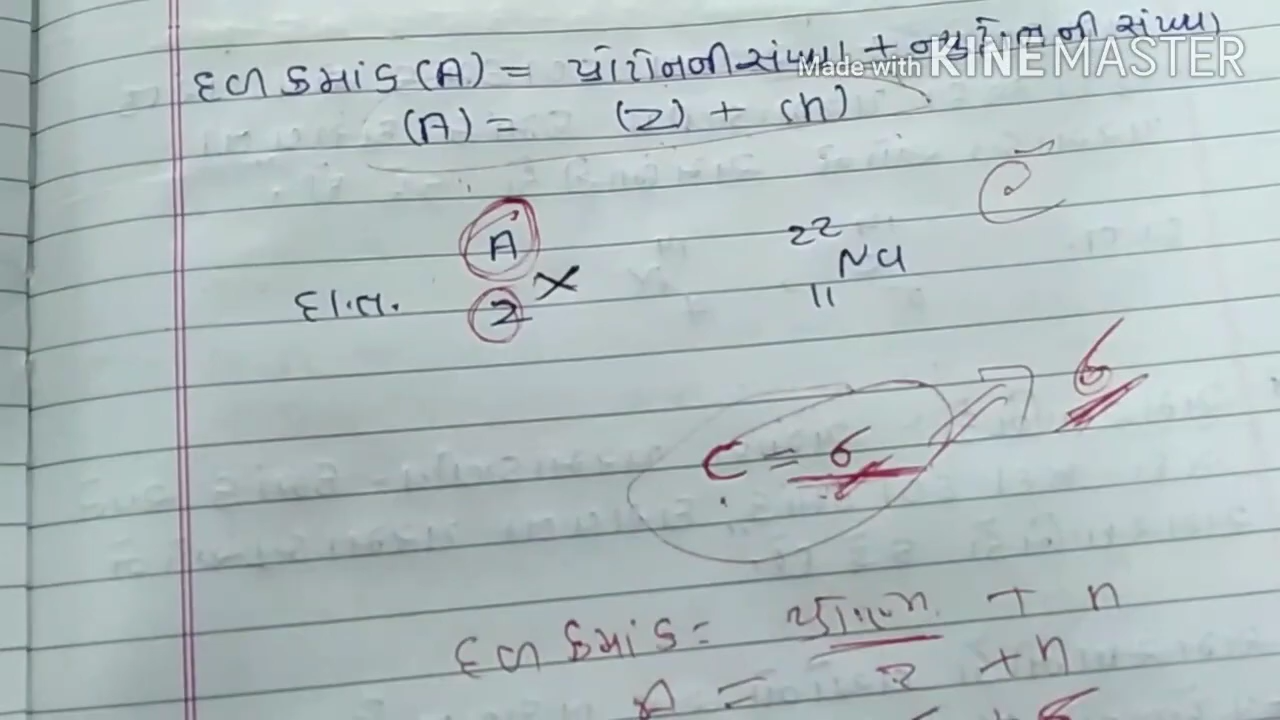 દળ ક્રમાંક (A) = પ્રોટોનની સંખ્યા + ન્યુટ્રોનની સંખ્યા
Made with KINEMASTER
(A) = (Z) + (n)
A
Z X
દા.ત.
22
Na
11
C = 6
6
દળ ક્રમાંક = પ્રોટોન + n
A = Z + n